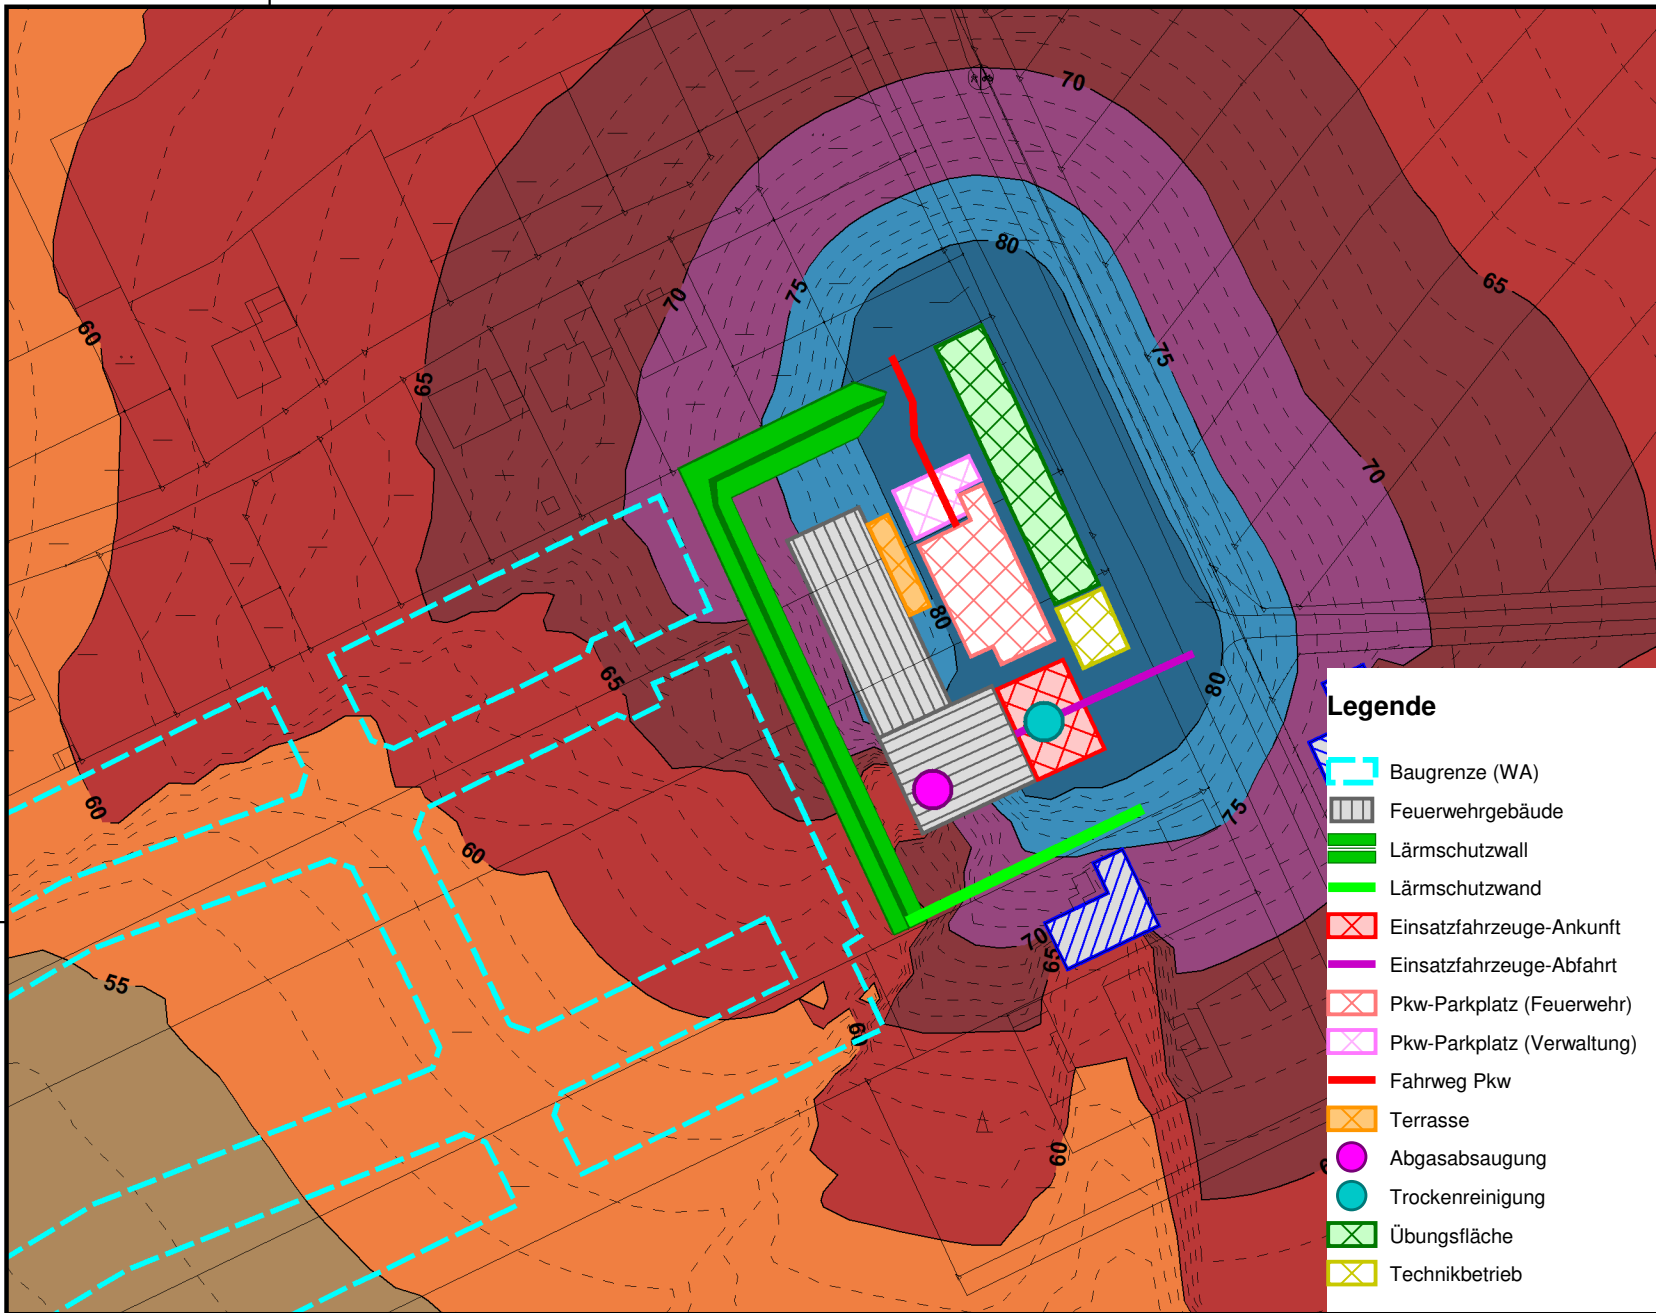 70
80
75
70
65
60
65
75
70
80
65
80
60
60
75
70
65
55
60
60
Legende
Baugrenze (WA)
Feuerwehrgebäude
Lärmschutzwall
Lärmschutzwand
Einsatzfahrzeuge-Ankunft
Einsatzfahrzeuge-Abfahrt
Pkw-Parkplatz (Feuerwehr)
Pkw-Parkplatz (Verwaltung)
Fahrweg Pkw
Terrasse
Abgasabsaugung
Trockenreinigung
Übungsfläche
Technikbetrieb